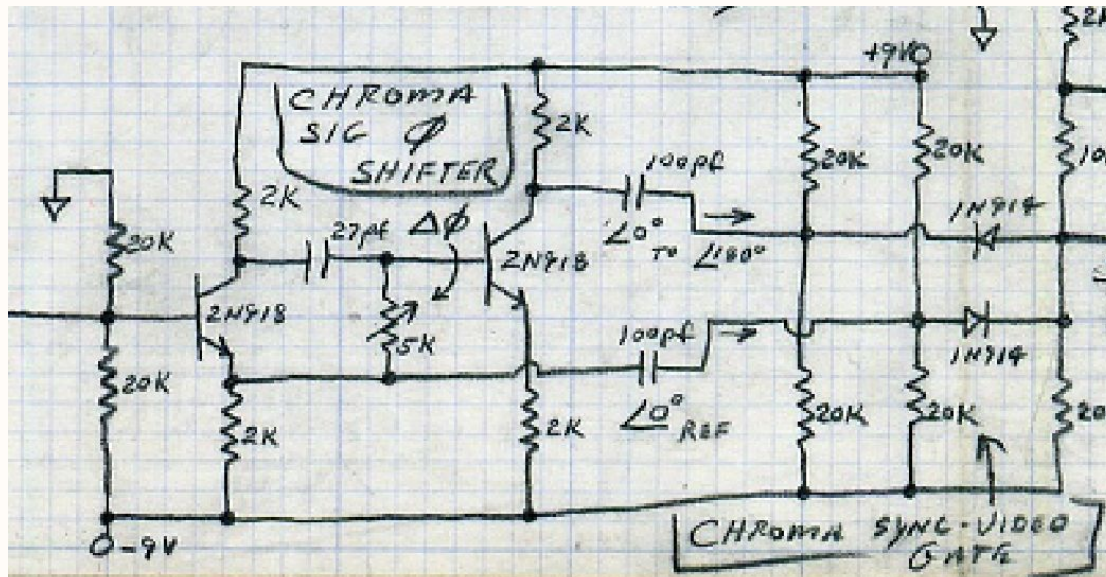 +9V
CHROMA
SIG Ø
SHIFTER
2K
2K
20K
27pf
Δφ
2N918
100pf
∠0° TO ∠180°
20K
20K
1N914
20K
2N918
5K
100pf
∠0° REF
1N914
20K
2K
2K
20K
20K
-9V
CHROMA SYNC-VIDEO
GATE